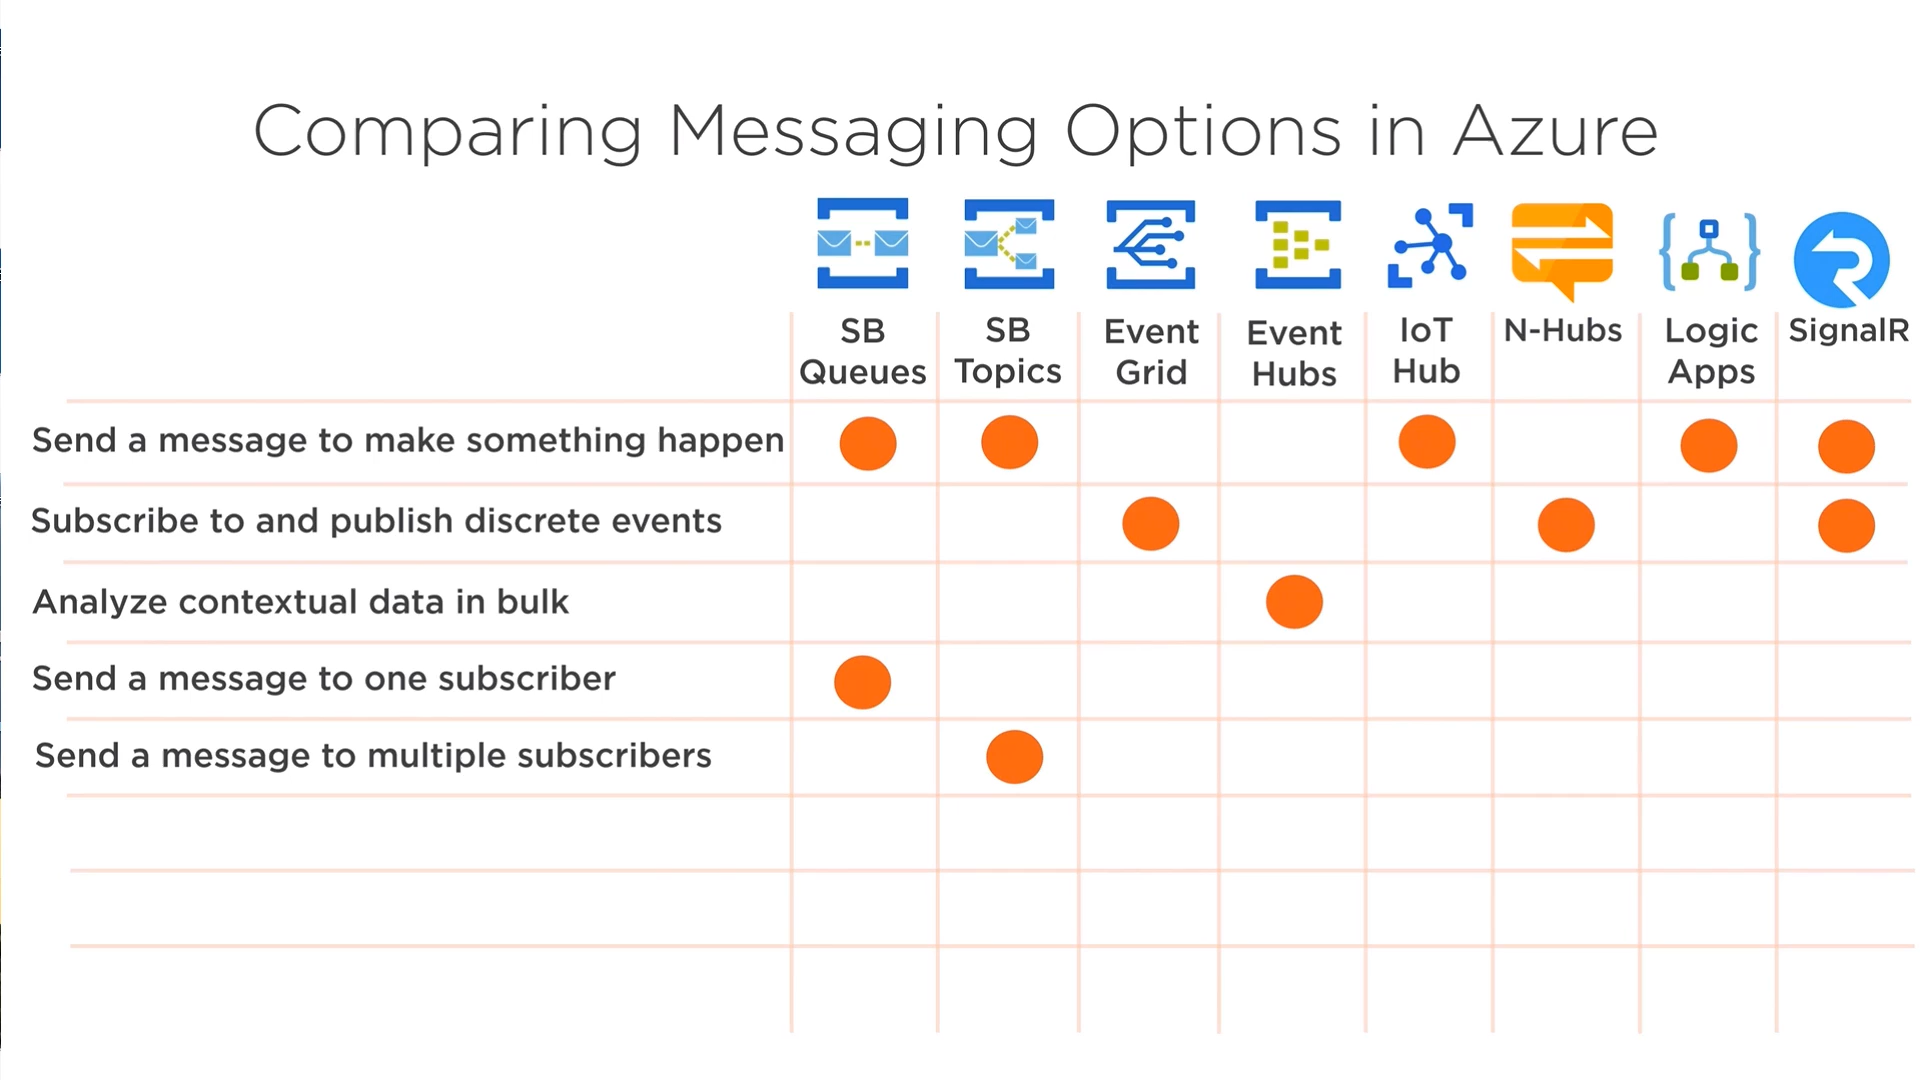 Comparing Messaging Options in Azure
SB Queues
SB Topics
Event Grid
Event Hubs
IoT Hub
N-Hubs
Logic Apps
SignalR
Send a message to make something happen
Subscribe to and publish discrete events
Analyze contextual data in bulk
Send a message to one subscriber
Send a message to multiple subscribers